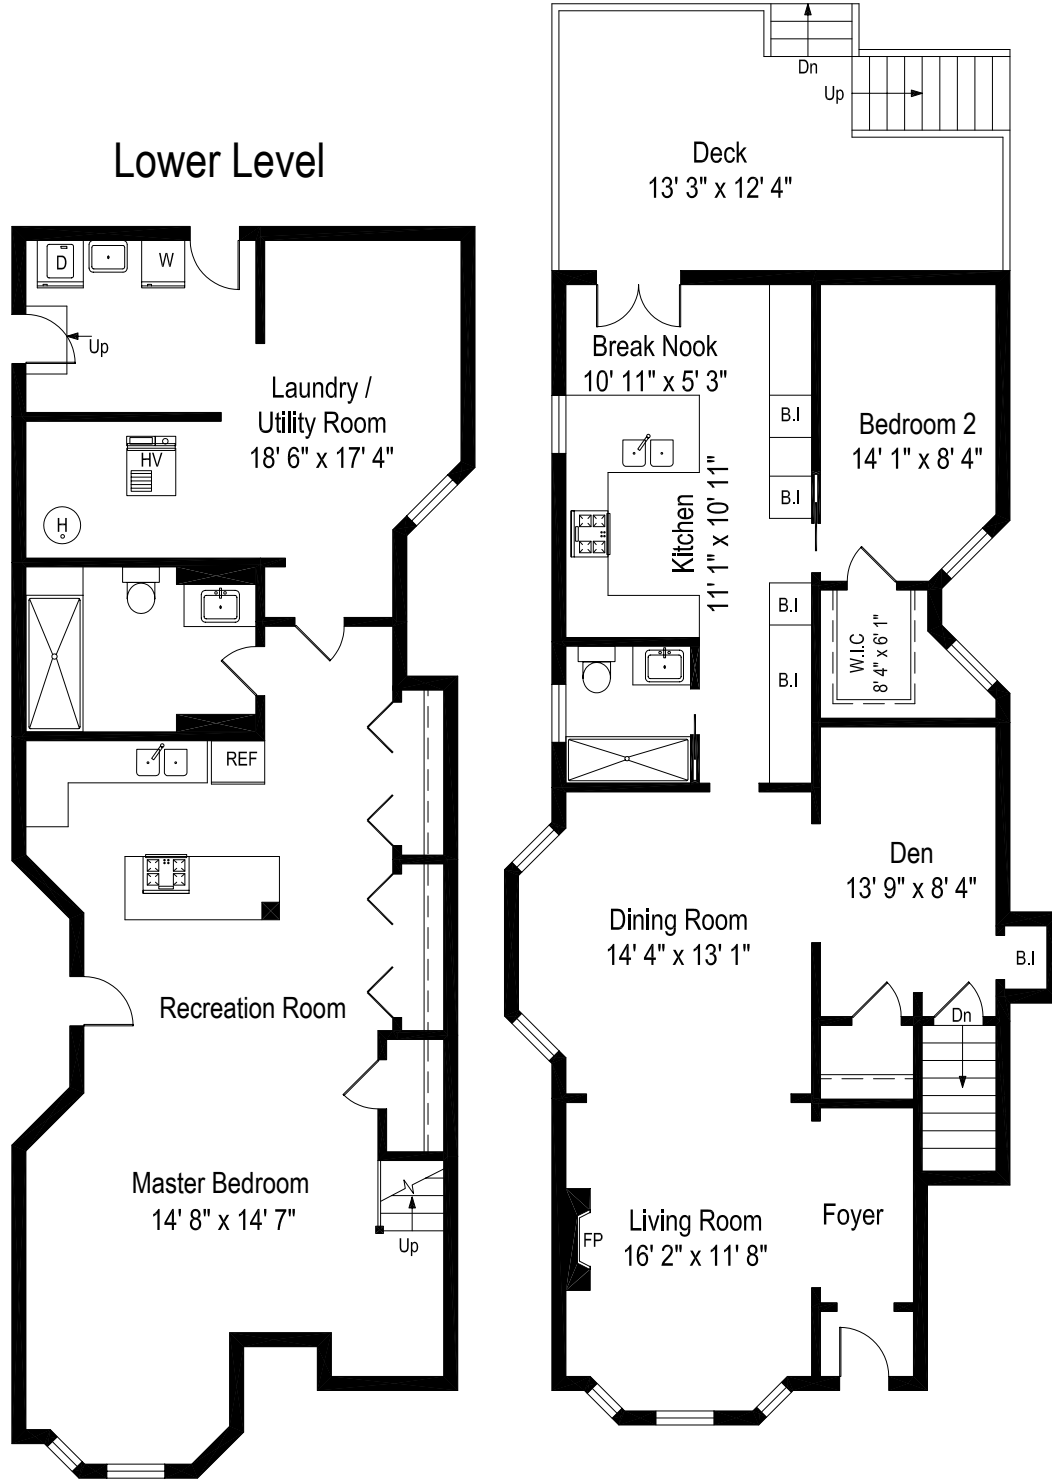 Lower Level
D
W
Up
Laundry /
Utility Room
18' 6" x 17' 4"
HV
H
REF
Recreation Room
Master Bedroom
14' 8" x 14' 7"
Up
Dn
Up
Deck
13' 3" x 12' 4"
Break Nook
10' 11" x 5' 3"
B.I
Bedroom 2
14' 1" x 8' 4"
B.I
Kitchen
11' 1" x 10' 11"
B.I
W.I.C
8' 4" x 6' 1"
B.I
Den
13' 9" x 8' 4"
Dining Room
14' 4" x 13' 1"
B.I
Dn
Living Room
16' 2" x 11' 8"
FP
Foyer